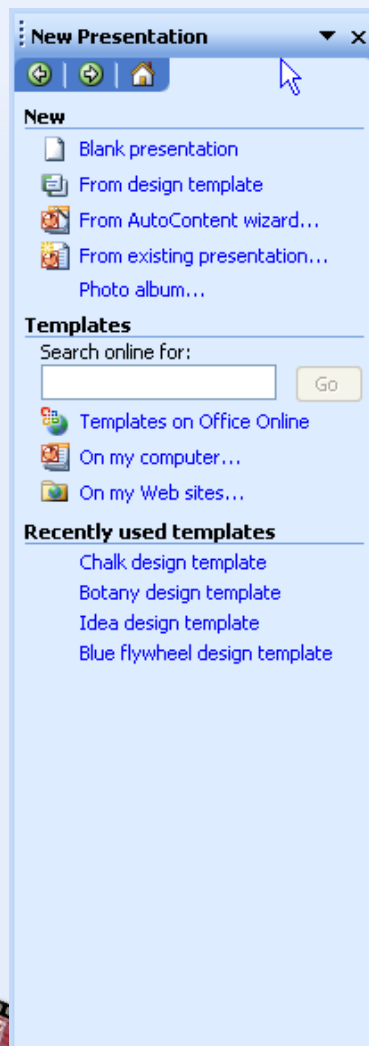 New Presentation
New
Blank presentation
From design template
From AutoContent wizard...
From existing presentation...
Photo album...
Templates
Search online for:
Go
Templates on Office Online
On my computer...
On my Web sites...
Recently used templates
Chalk design template
Botany design template
Idea design template
Blue flywheel design template